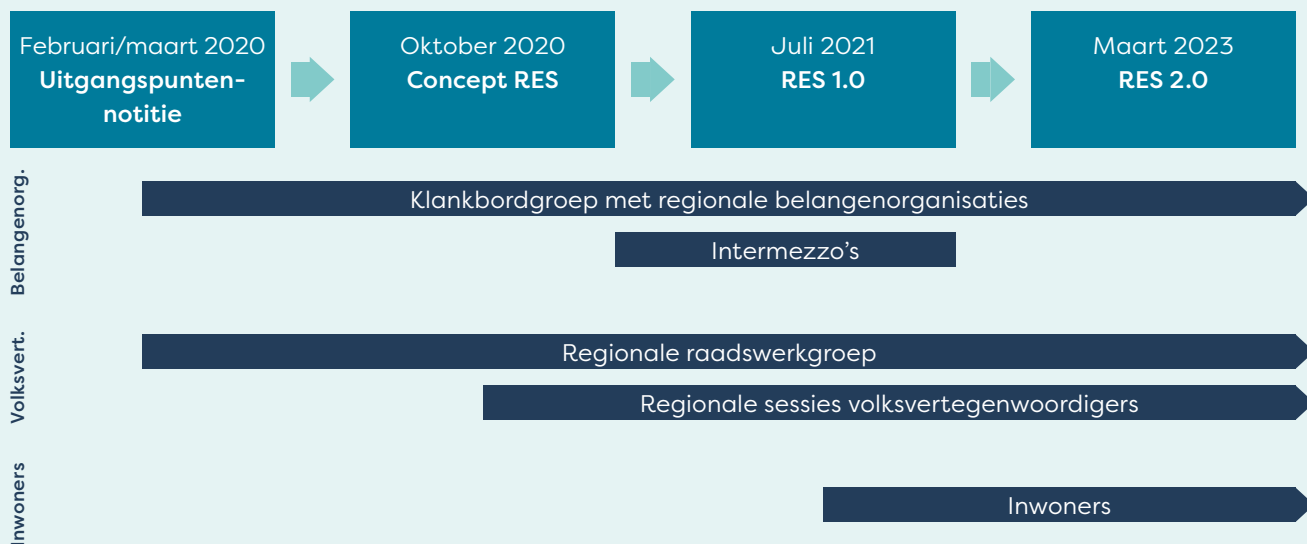 Februari/maart 2020
Uitgangspunten-
notitie
Oktober 2020
Concept RES
Juli 2021
RES 1.0
Maart 2023
RES 2.0
Belangenorg.
Klankbordgroep met regionale belangenorganisaties
Intermezzo's
Volksvert.
Regionale raadswerkgroep
Regionale sessies volksvertegenwoordigers
Inwoners
Inwoners